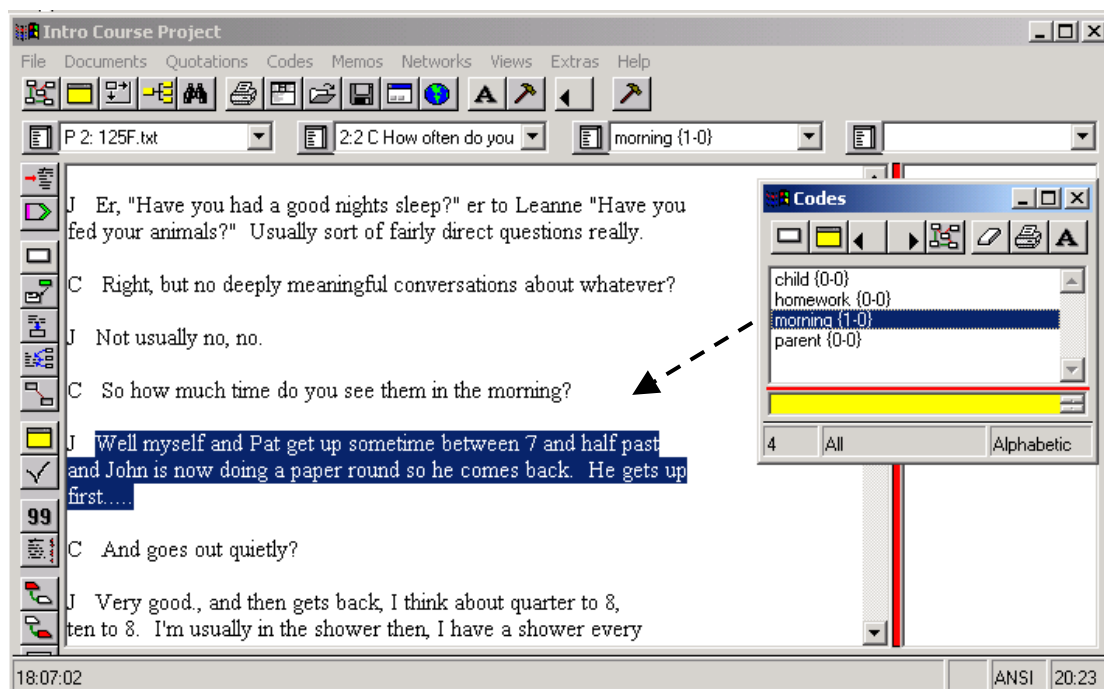 Intro Course Project
File Documents Quotations Codes Memos Networks Views Extras Help
A
P 2: 125F.txt
2:2 C How often do you
morning {1-0}
J Er, "Have you had a good nights sleep?" er to Leanne "Have you
fed your animals?" Usually sort of fairly direct questions really.
C Right, but no deeply meaningful conversations about whatever?
J Not usually no, no.
C So how much time do you see them in the morning?
J Well myself and Pat get up sometime between 7 and half past
and John is now doing a paper round so he comes back. He gets up
first.....
C And goes out quietly?
J Very good., and then gets back, I think about quarter to 8,
ten to 8. I'm usually in the shower then, I have a shower every
99
Codes
A
child {0-0}
homework {0-0}
morning {1-0}
parent {0-0}
4 All Alphabetic
18:07:02 ANSI 20:23